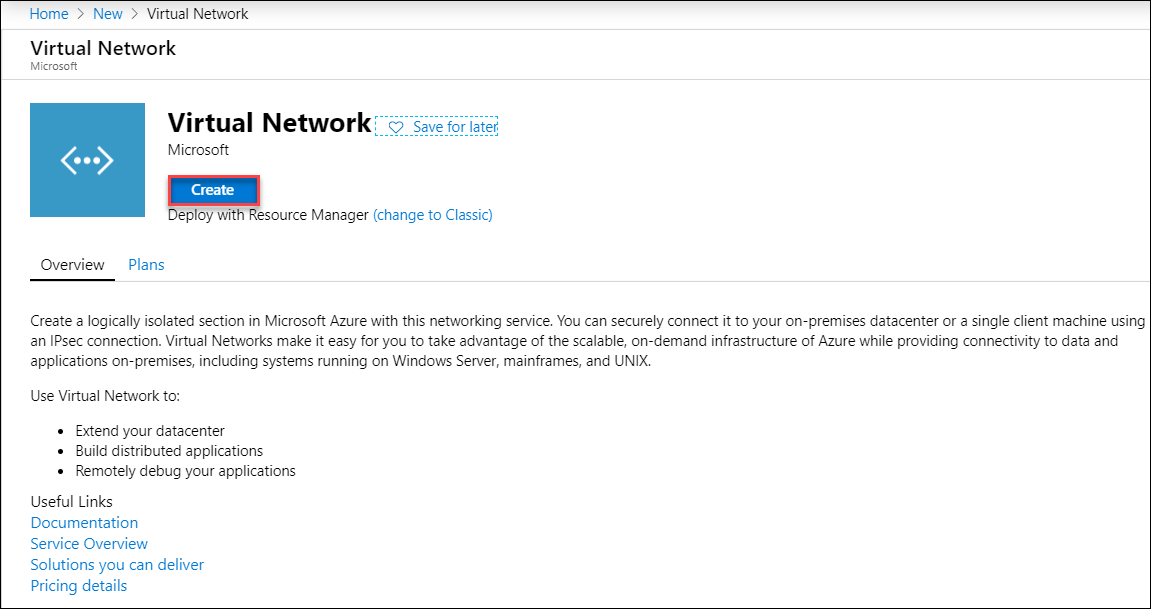 Home > New > Virtual Network
Virtual Network
Microsoft
Virtual Network
Save for later
Microsoft
Create
Deploy with Resource Manager (change to Classic)
Overview Plans
Create a logically isolated section in Microsoft Azure with this networking service. You can securely connect it to your on-premises datacenter or a single client machine using
an IPsec connection. Virtual Networks make it easy for you to take advantage of the scalable, on-demand infrastructure of Azure while providing connectivity to data and
applications on-premises, including systems running on Windows Server, mainframes, and UNIX.
Use Virtual Network to:
• Extend your datacenter
• Build distributed applications
• Remotely debug your applications
Useful Links
Documentation
Service Overview
Solutions you can deliver
Pricing details